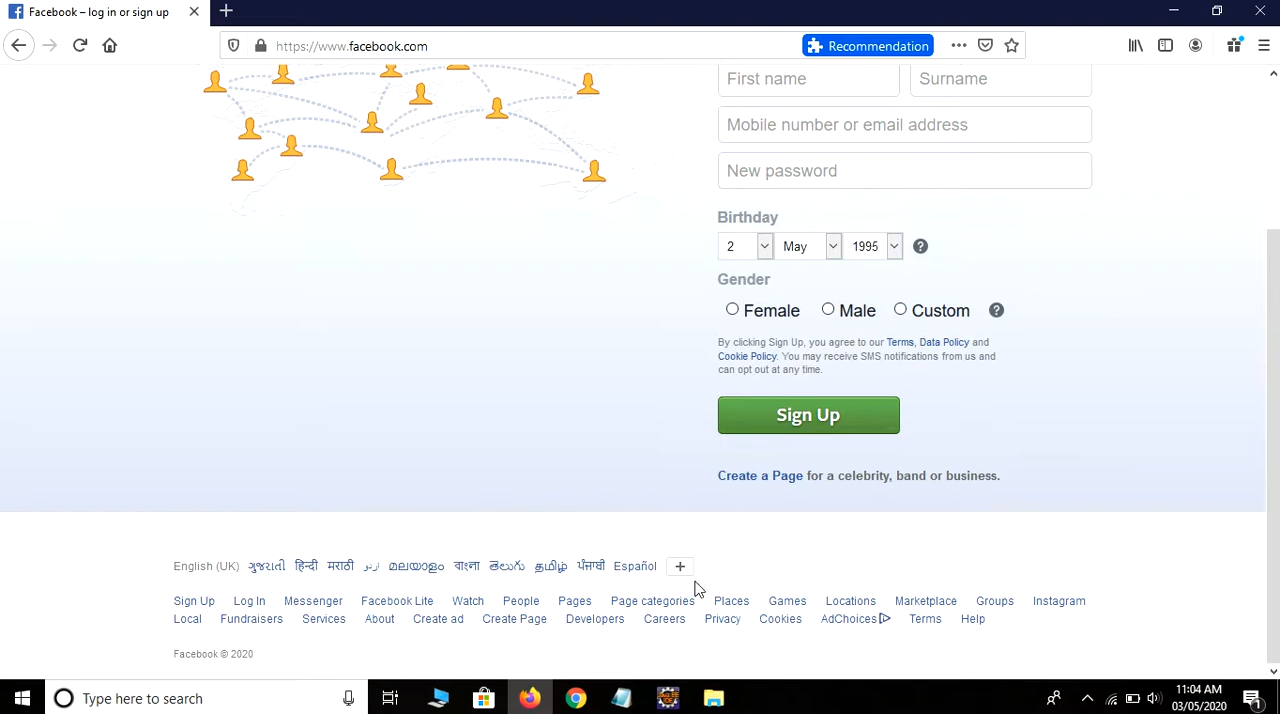 Facebook – log in or sign up
https://www.facebook.com
Recommendation
First name Surname
Mobile number or email address
New password
Birthday
2 May 1995
Gender
Female Male Custom
By clicking Sign Up, you agree to our Terms, Data Policy and
Cookie Policy. You may receive SMS notifications from us and
can opt out at any time.
Sign Up
Create a Page for a celebrity, band or business.
English (UK) ગુજરાતી हिन्दी मराठी اردو മലയാളം বাংলা తెలుగు தமிழ் ਪੰਜਾਬੀ Español +
Sign Up Log In Messenger Facebook Lite Watch People Pages Page categories Places Games Locations Marketplace Groups Instagram
Local Fundraisers Services About Create ad Create Page Developers Careers Privacy Cookies AdChoices Terms Help
Facebook © 2020
Type here to search
11:04 AM
03/05/2020
1